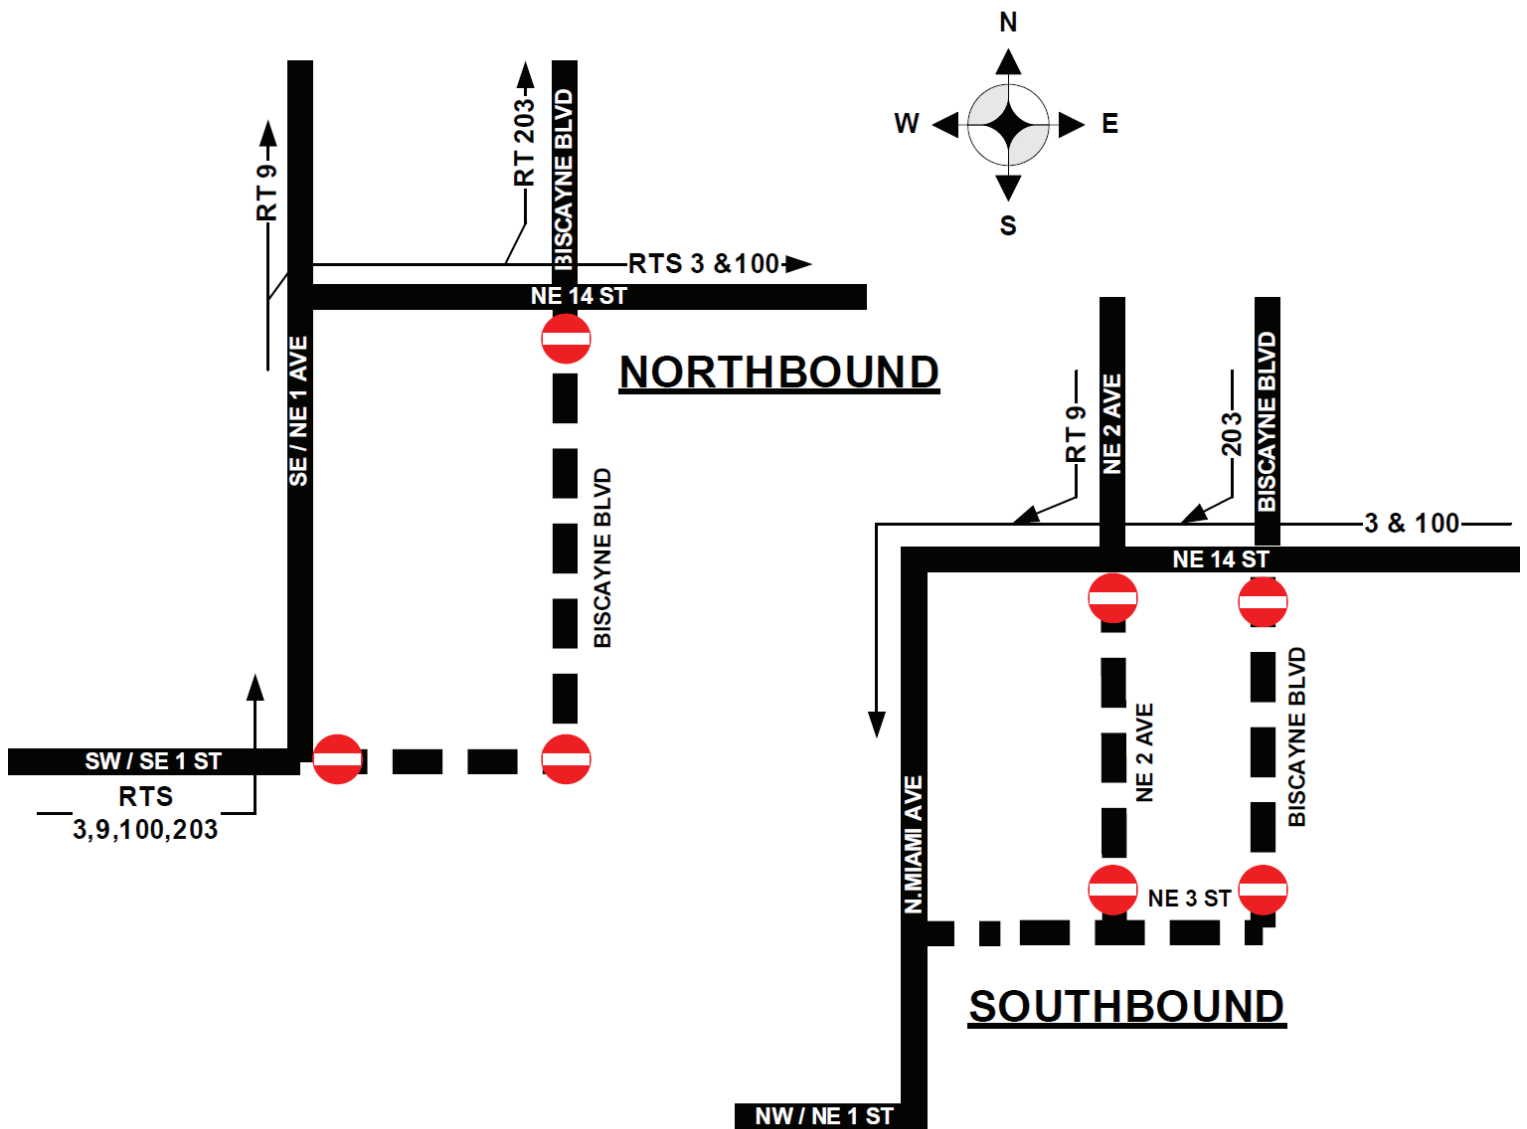 N
W
E
S
RT 9
RT 203
BISCAYNE BLVD
RTS 3 &100
NE 14 ST
SE / NE 1 AVE
NORTHBOUND
BISCAYNE BLVD
SW / SE 1 ST
RTS
3,9,100,203
RT 9
NE 2 AVE
203
BISCAYNE BLVD
3 & 100
NE 14 ST
N.MIAMI AVE
NE 2 AVE
BISCAYNE BLVD
NE 3 ST
SOUTHBOUND
NW / NE 1 ST